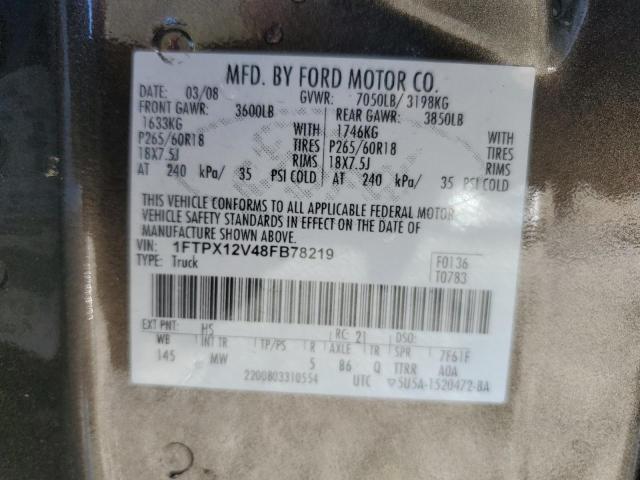 MFD. BY FORD MOTOR CO.
DATE: 03/08 GVWR: 7050LB/ 3198KG
FRONT GAWR: 3600LB REAR GAWR: 3850LB
1633KG WITH 1746KG WITH
P265/60R18 TIRES P265/60R18 TIRES
18X7.5J RIMS 18X7.5J RIMS
AT 240 kPa/ 35 PSI COLD AT 240 kPa/ 35 PSI COLD
THIS VEHICLE CONFORMS TO ALL APPLICABLE FEDERAL MOTOR
VEHICLE SAFETY STANDARDS IN EFFECT ON THE DATE OF
MANUFACTURE SHOWN ABOVE.
VIN: 1FTPX12V48FB78219 F0136
TYPE: Truck T0783
EXT PNT: HS RC: 21 DSO:
WB INT TR TP/PS R AXLE TR SPR 7F61F
145 MW 5 B6 Q TTRR A0A
2200803310554 UTC ▽5U5A-1520472-BA